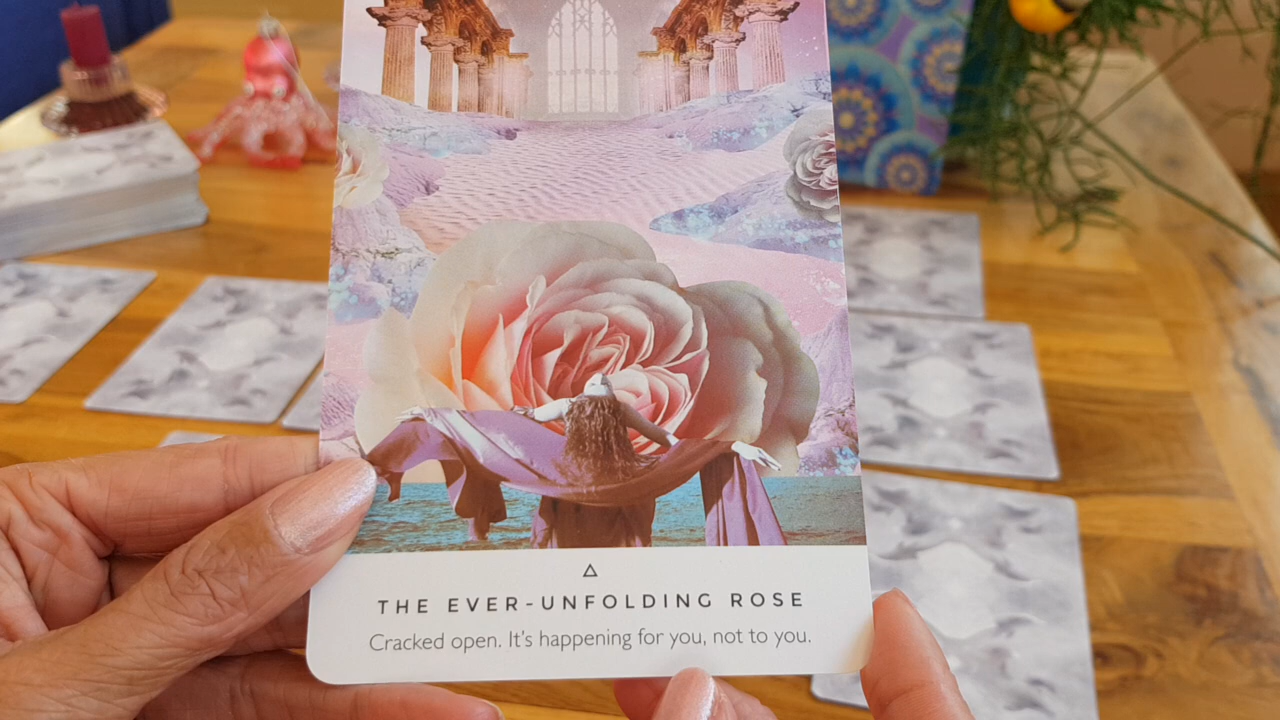 THE EVER-UNFOLDING ROSE
Cracked open. It's happening for you, not to you.